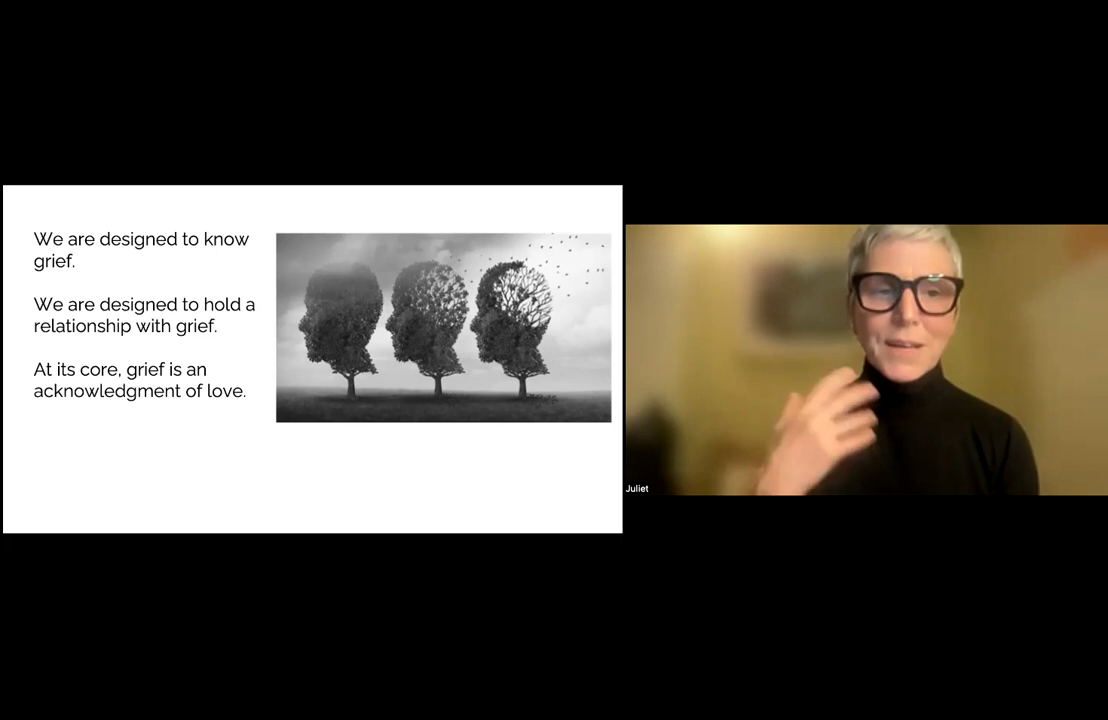 We are designed to know
grief.
We are designed to hold a
relationship with grief.
At its core, grief is an
acknowledgment of love.
Juliet